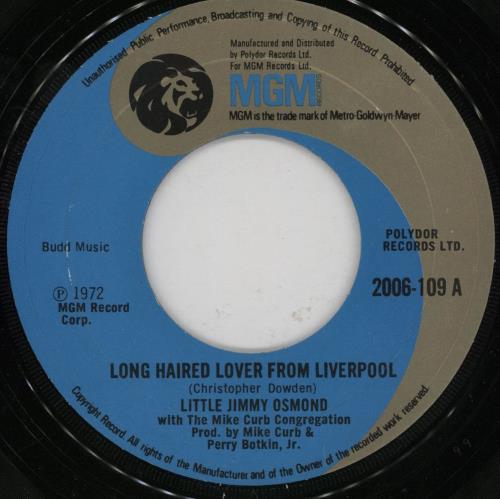 Unauthorised Public Performance, Broadcasting and Copying of this Record Prohibited
Manufactured and Distributed
by Polydor Records Ltd.
For MGM Records Ltd.
MGM RECORDS
MGM is the trade mark of Metro-Goldwyn-Mayer
Budd Music
POLYDOR
RECORDS LTD.
℗ 1972
MGM Record
Corp.
2006-109 A
LONG HAIRED LOVER FROM LIVERPOOL
(Christopher Dowden)
LITTLE JIMMY OSMOND
with The Mike Curb Congregation
Prod. by Mike Curb &
Perry Botkin, Jr.
Copyright Record All rights of the Manufacturer and of the Owner of the recorded work reserved.
99